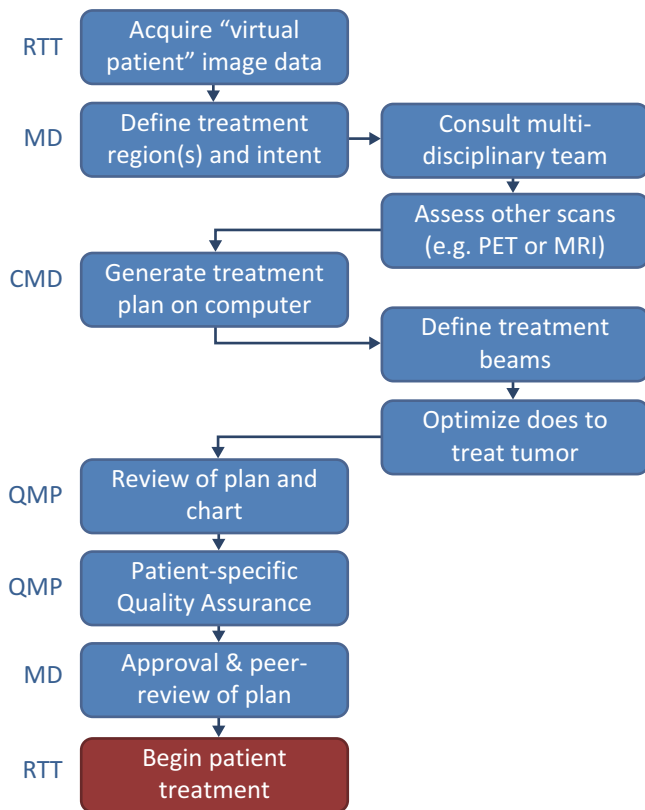 RTT
Acquire “virtual
patient” image data
MD
Define treatment
region(s) and intent
Consult multi-
disciplinary team
Assess other scans
(e.g. PET or MRI)
CMD
Generate treatment
plan on computer
Define treatment
beams
Optimize does to
treat tumor
QMP
Review of plan and
chart
QMP
Patient-specific
Quality Assurance
MD
Approval & peer-
review of plan
RTT
Begin patient
treatment